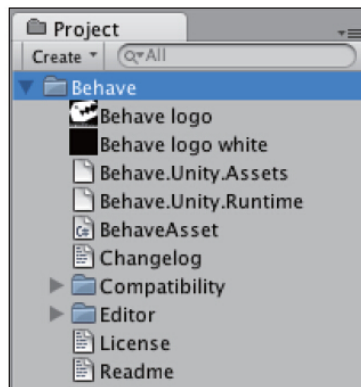 Project
Create All
Behave
Behave logo
Behave logo white
Behave.Unity.Assets
Behave.Unity.Runtime
BehaveAsset
Changelog
Compatibility
Editor
License
Readme